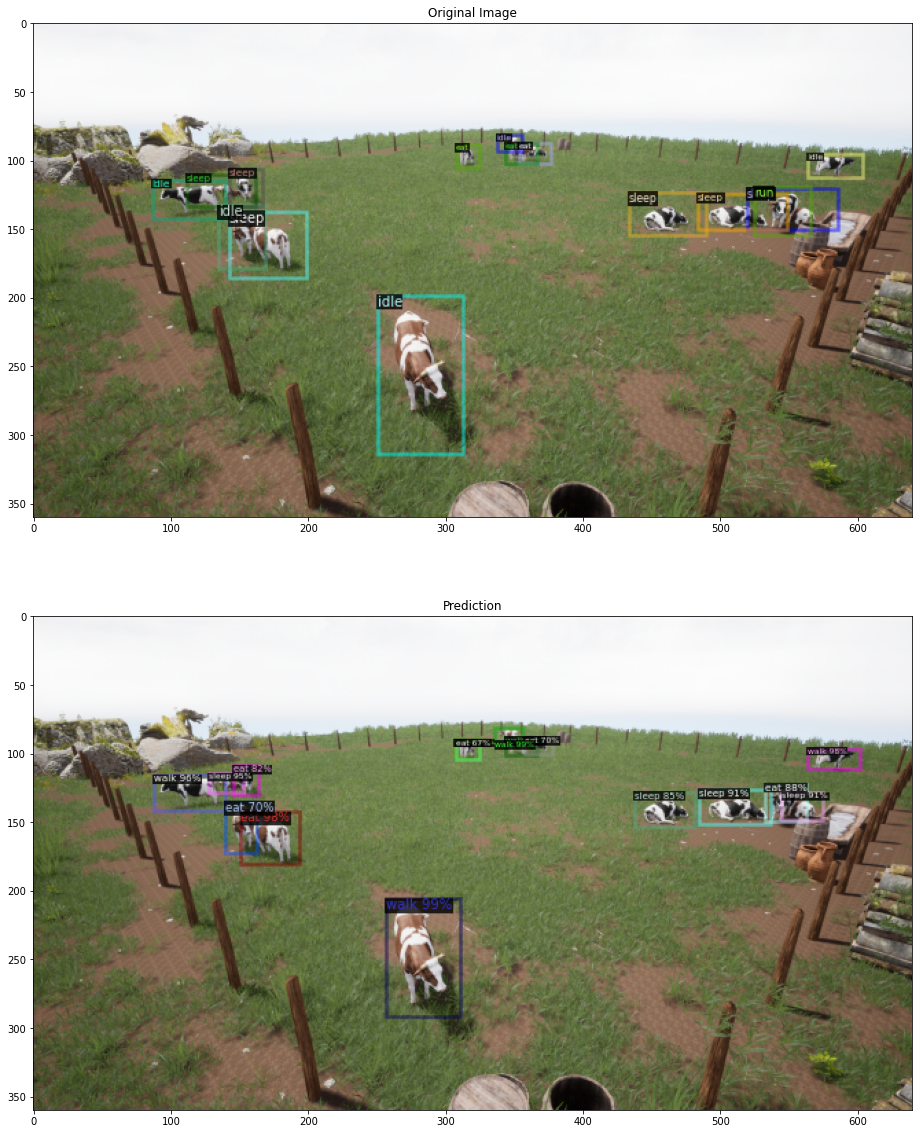 Original Image
0
50
100
150
200
250
300
350
eat
idle
eat
eat
idle
idle
sleep
sleep
idle
sleep
sleep
sleep
run
idle
0 100 200 300 400 500 600
Prediction
0
50
100
150
200
250
300
350
eat 67%
walk 99%
walk 98%
walk 96%
sleep 95%
eat 82%
eat 70%
eat 98%
sleep 85%
sleep 91%
eat 88%
sleep 91%
walk 99%
0 100 200 300 400 500 600